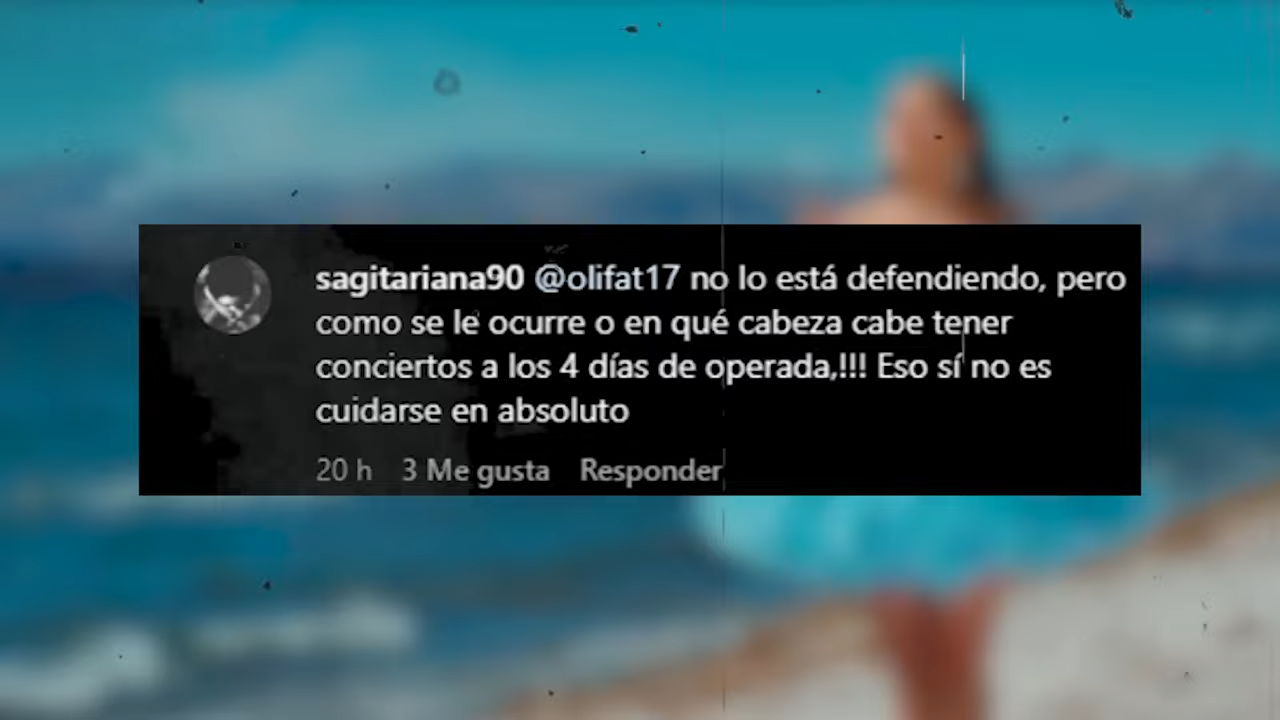 sagitariana90 @olifat17 no lo está defendiendo, pero
como se le ocurre o en qué cabeza cabe tener
conciertos a los 4 días de operada,!!! Eso sí no es
cuidarse en absoluto
20 h 3 Me gusta Responder